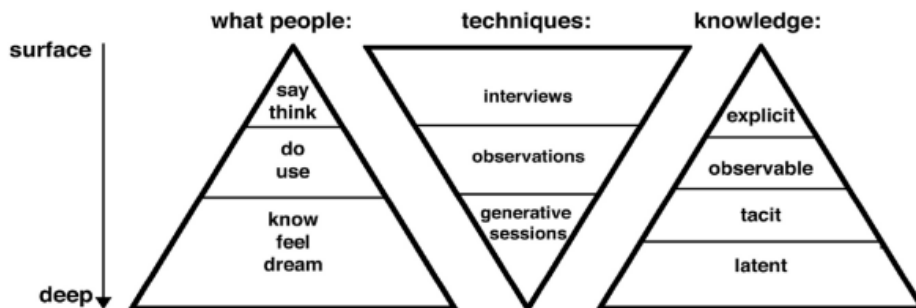 what people:
techniques:
knowledge:
surface
say
think
do
use
know
feel
dream
interviews
observations
generative
sessions
explicit
observable
tacit
latent
deep